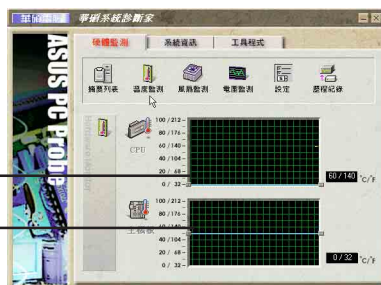 華碩系統診斷家
硬體監測 系統資訊 工具程式
摘要列表 溫度監測 風扇監測 電壓監測 設定 歷程紀錄
ASUS PC Probe
Hardware Monitor
CPU
100 / 212
80 / 176
60 / 140
40 / 104
20 / 68
0 / 32
60/140 °C/°F
主機板
100 / 212
80 / 176
40 / 104
20 / 68
0 / 32
0/32 °C/°F